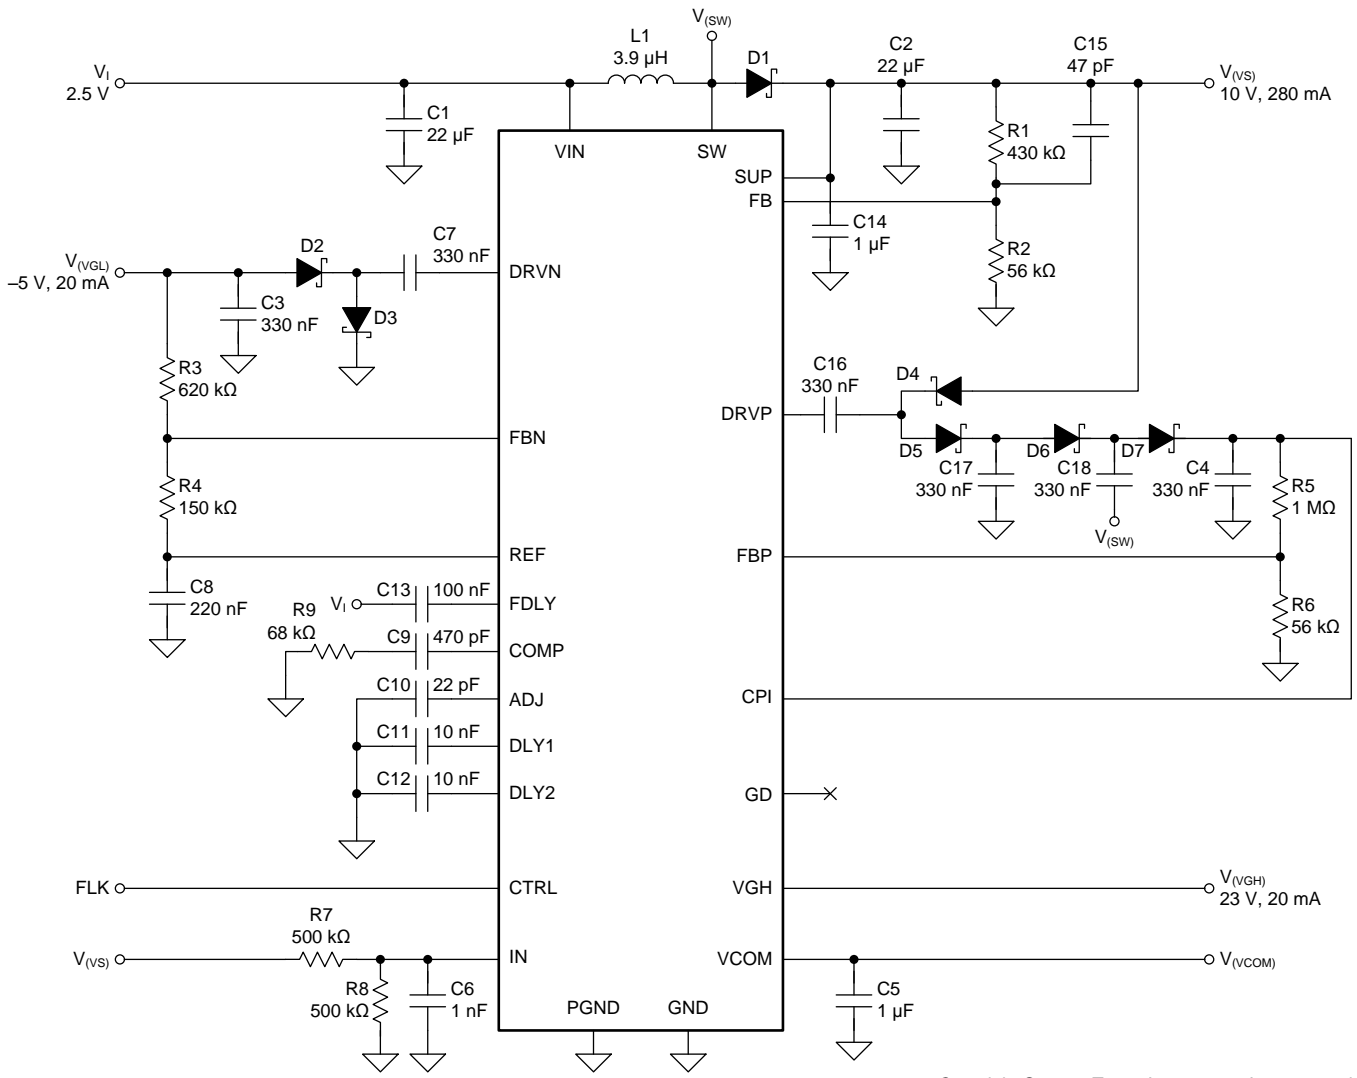 V(SW)
L1
3.9 µH
D1
C2
22 µF
C15
47 pF
VI
2.5 V
V(VS)
10 V, 280 mA
C1
22 µF
R1
430 kΩ
VIN
SW
SUP
FB
C14
1 µF
R2
56 kΩ
V(VGL)
–5 V, 20 mA
D2
C7
330 nF
DRVN
C3
330 nF
D3
R3
620 kΩ
C16
330 nF
D4
DRVP
FBN
D5
D6
D7
C17
330 nF
C18
330 nF
C4
330 nF
R5
1 MΩ
R4
150 kΩ
V(SW)
REF
FBP
C8
220 nF
VI
C13
100 nF
FDLY
R9
68 kΩ
C9
470 pF
COMP
R6
56 kΩ
C10
22 pF
ADJ
CPI
C11
10 nF
DLY1
C12
10 nF
DLY2
GD
FLK
CTRL
VGH
V(VGH)
23 V, 20 mA
R7
500 kΩ
V(VS)
IN
VCOM
V(VCOM)
R8
500 kΩ
C6
1 nF
PGND
GND
C5
1 µF